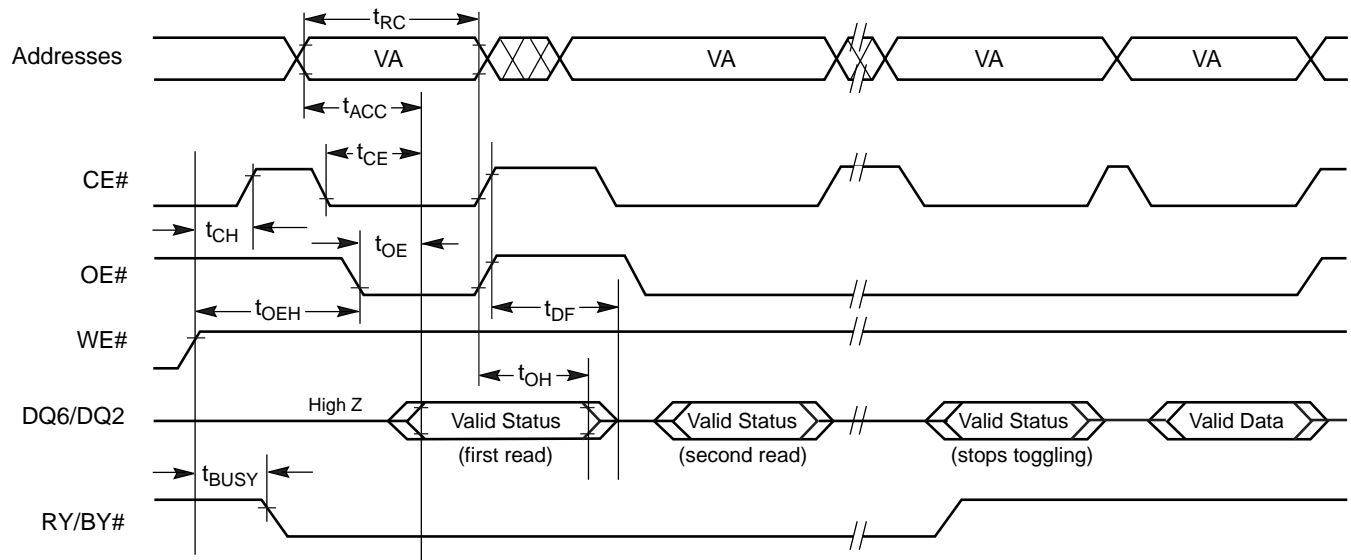 tRC
Addresses VA VA VA VA
tACC
tCE
CE#
tCH tOE
OE#
tOEH tDF
WE#
tOH
DQ6/DQ2 High Z Valid Status Valid Status Valid Status Valid Data
(first read) (second read) (stops toggling)
tBUSY
RY/BY#